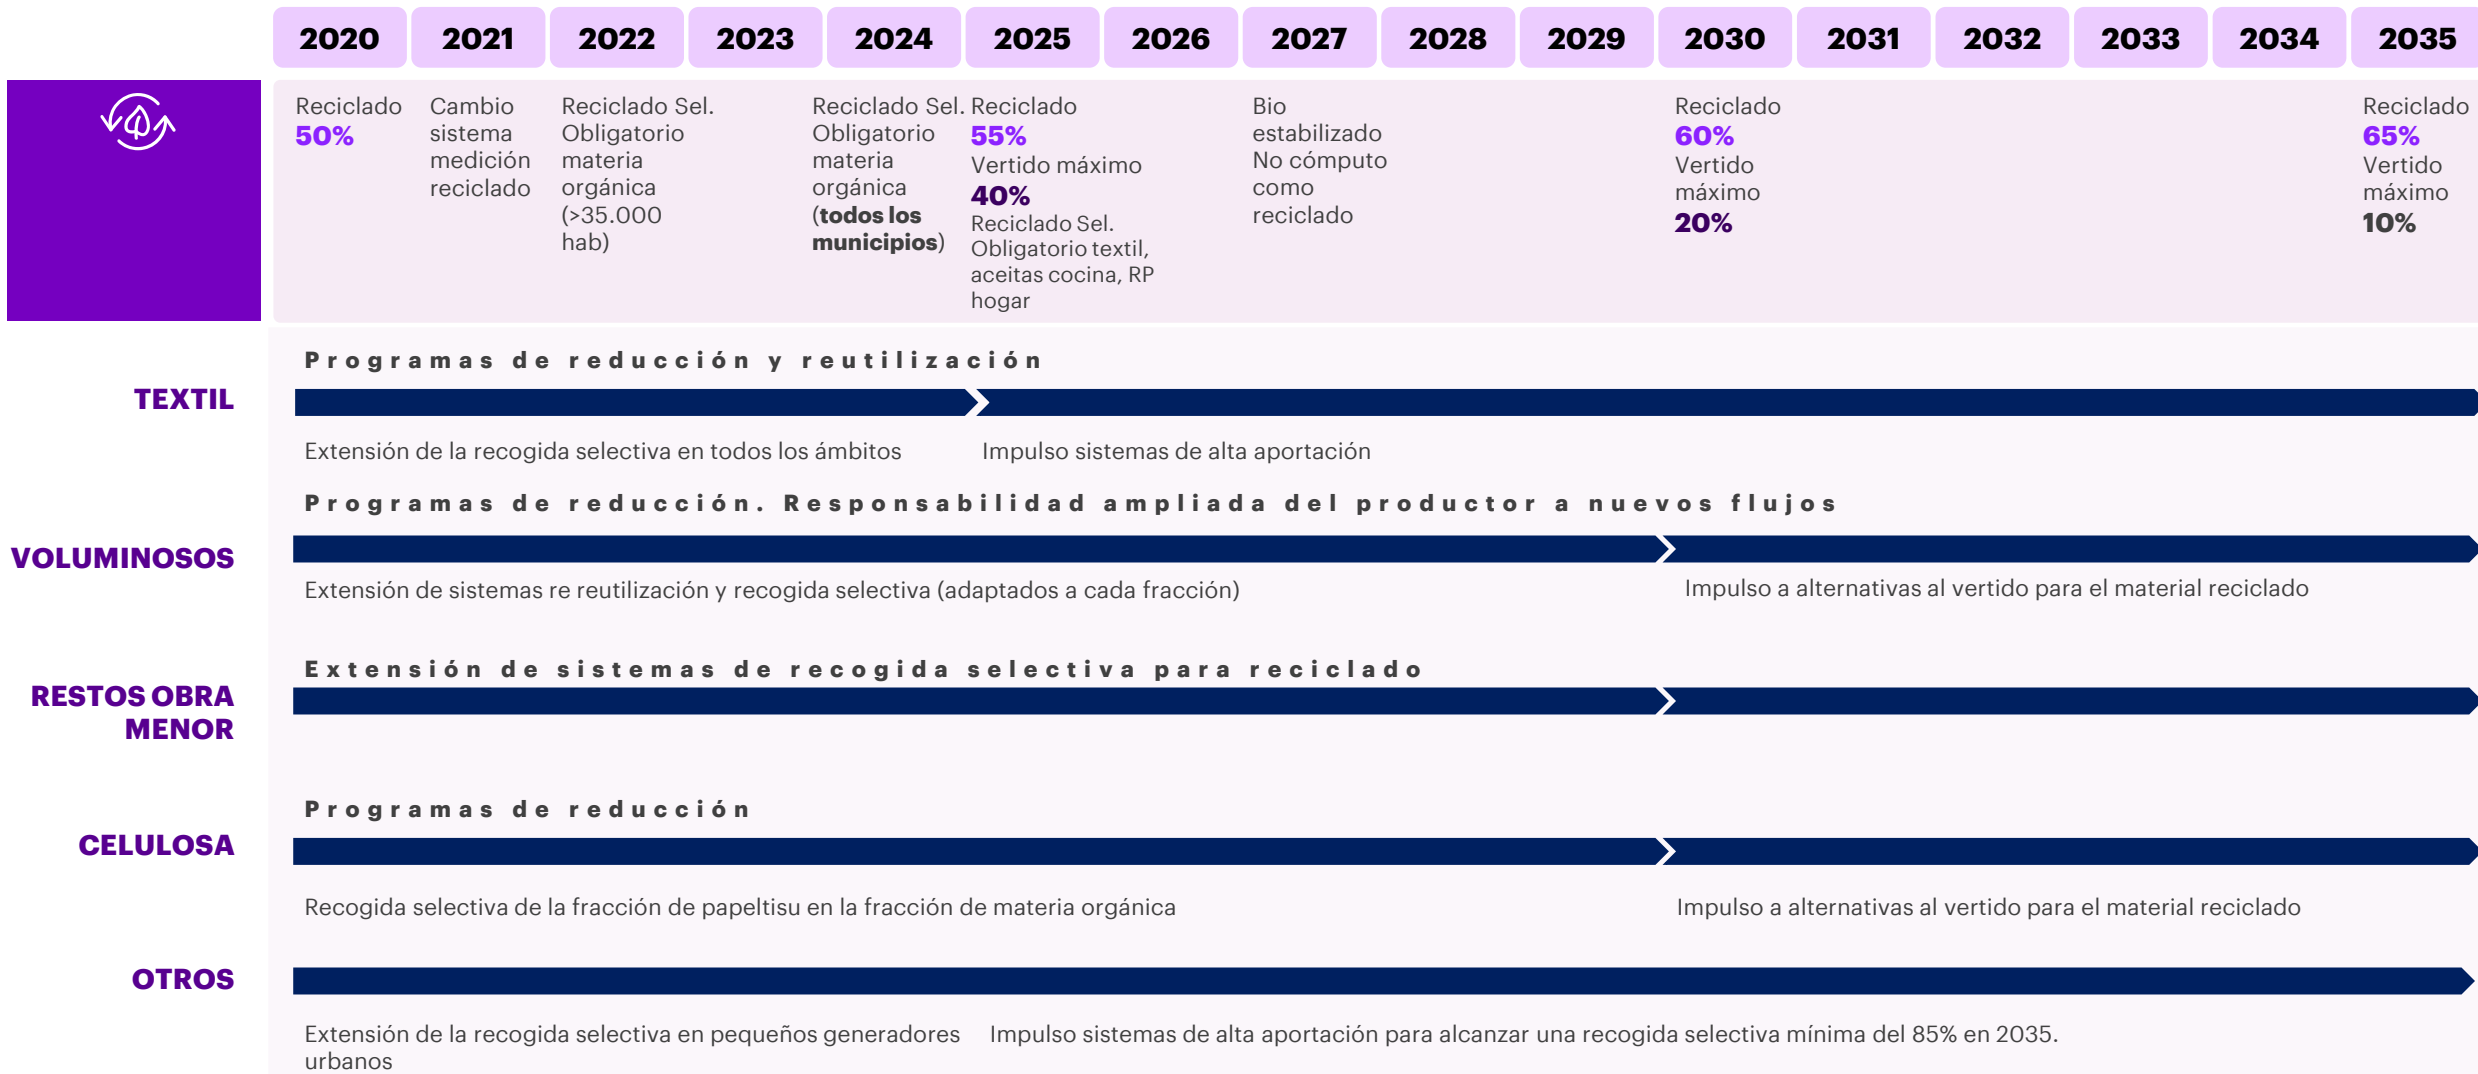 2020 2021 2022 2023 2024 2025 2026 2027 2028 2029 2030 2031 2032 2033 2034 2035
Reciclado
50%
Cambio
sistema
medición
reciclado
Reciclado Sel.
Obligatorio
materia
orgánica
(>35.000
hab)
Reciclado Sel.
Obligatorio
materia
orgánica
(todos los
municipios)
Reciclado
55%
Vertido máximo
40%
Reciclado Sel.
Obligatorio textil,
aceitas cocina, RP
hogar
Bio
estabilizado
No cómputo
como
reciclado
Reciclado
60%
Vertido
máximo
20%
Reciclado
65%
Vertido
máximo
10%
Programas de reducción y reutilización
TEXTIL
Extensión de la recogida selectiva en todos los ámbitos
Impulso sistemas de alta aportación
Programas de reducción. Responsabilidad ampliada del productor a nuevos flujos
VOLUMINOSOS
Extensión de sistemas re reutilización y recogida selectiva (adaptados a cada fracción)
Impulso a alternativas al vertido para el material reciclado
Extensión de sistemas de recogida selectiva para reciclado
RESTOS OBRA
MENOR
Programas de reducción
CELULOSA
Recogida selectiva de la fracción de papeltisu en la fracción de materia orgánica
Impulso a alternativas al vertido para el material reciclado
OTROS
Extensión de la recogida selectiva en pequeños generadores
urbanos
Impulso sistemas de alta aportación para alcanzar una recogida selectiva mínima del 85% en 2035.